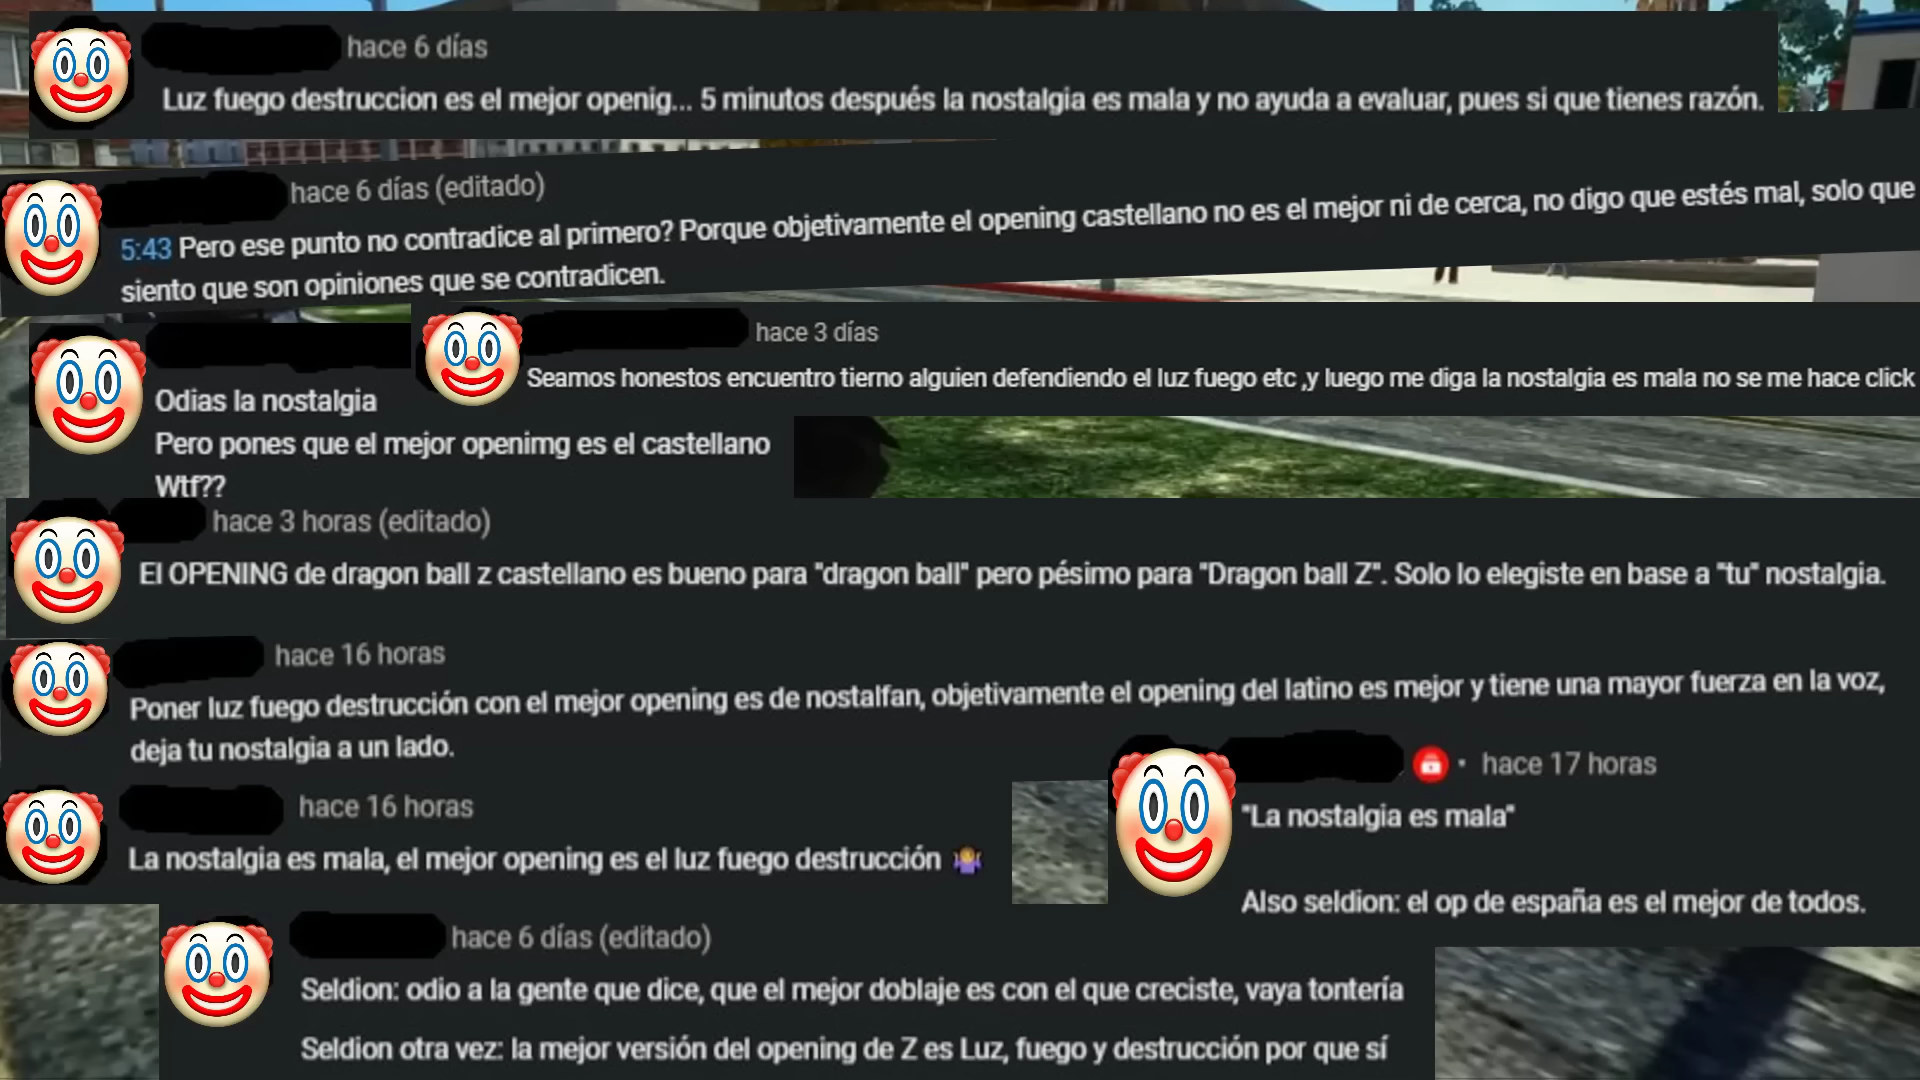 hace 6 días
Luz fuego destruccion es el mejor openig... 5 minutos después la nostalgia es mala y no ayuda a evaluar, pues si que tienes razón.
hace 6 días (editado)
5:43 Pero ese punto no contradice al primero? Porque objetivamente el opening castellano no es el mejor ni de cerca, no digo que estés mal, solo que
siento que son opiniones que se contradicen.
hace 3 días
Seamos honestos encuentro tierno alguien defendiendo el luz fuego etc ,y luego me diga la nostalgia es mala no se me hace click
Odias la nostalgia
Pero pones que el mejor openimg es el castellano
Wtf??
hace 3 horas (editado)
El OPENING de dragon ball z castellano es bueno para "dragon ball" pero pésimo para "Dragon ball Z". Solo lo elegiste en base a "tu" nostalgia.
hace 16 horas
Poner luz fuego destrucción con el mejor opening es de nostalfan, objetivamente el opening del latino es mejor y tiene una mayor fuerza en la voz,
deja tu nostalgia a un lado.
hace 16 horas
La nostalgia es mala, el mejor opening es el luz fuego destrucción 🤷
• hace 17 horas
"La nostalgia es mala"
Also seldion: el op de españa es el mejor de todos.
hace 6 días (editado)
Seldion: odio a la gente que dice, que el mejor doblaje es con el que creciste, vaya tontería
Seldion otra vez: la mejor versión del opening de Z es Luz, fuego y destrucción por que sí